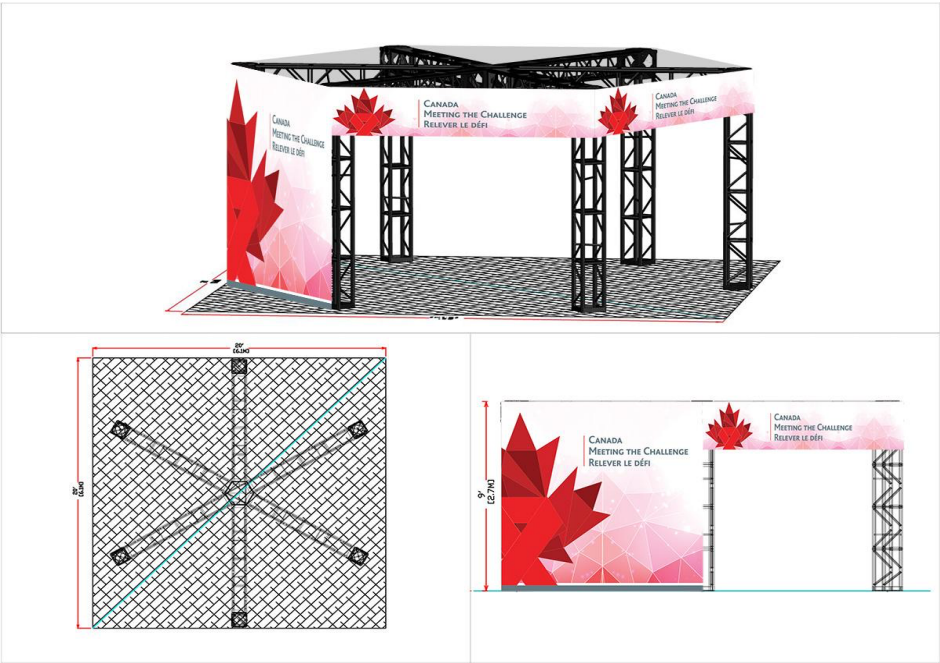 CANADA
MEETING THE CHALLENGE
RELEVER LE DÉFI
CANADA
MEETING THE CHALLENGE
RELEVER LE DÉFI
CANADA
MEETING THE CHALLENGE
RELEVER LE DÉFI
20'
[6.1M]
20'
[6.1M]
9'
[2.7M]
CANADA
MEETING THE CHALLENGE
RELEVER LE DÉFI
CANADA
MEETING THE CHALLENGE
RELEVER LE DÉFI